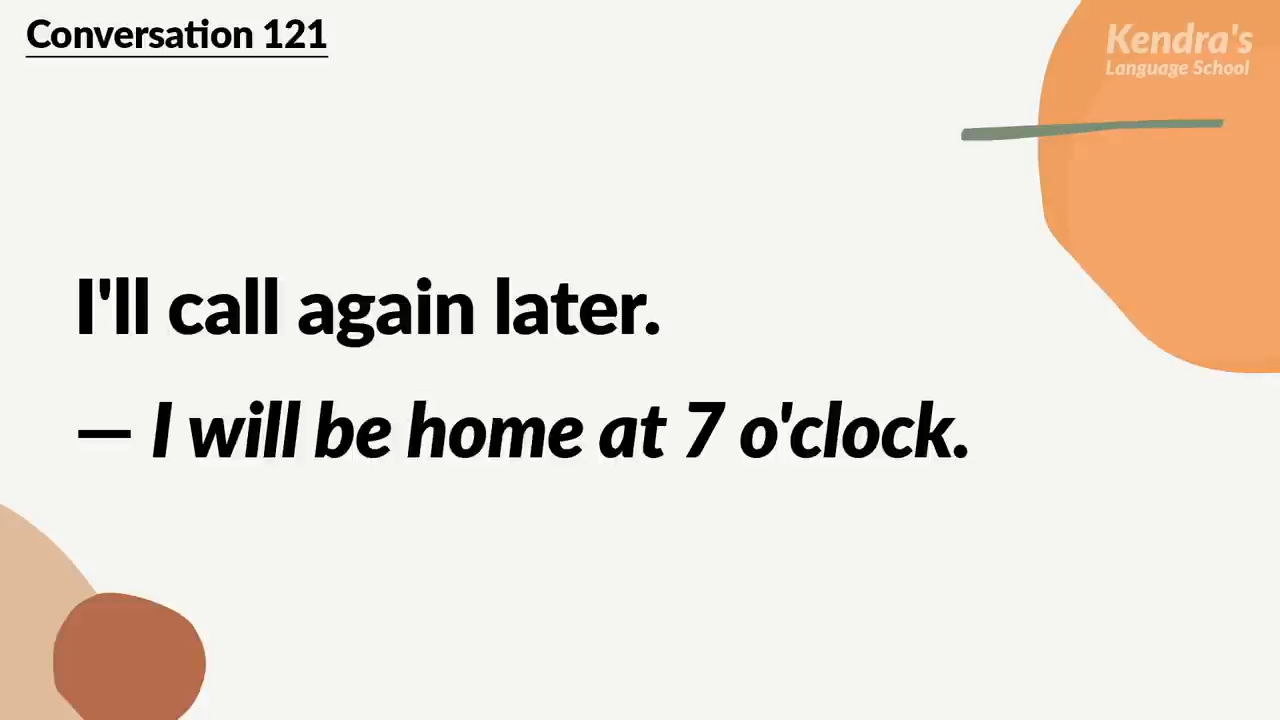 Conversation 121
Kendra's
Language School
I'll call again later.
— I will be home at 7 o'clock.